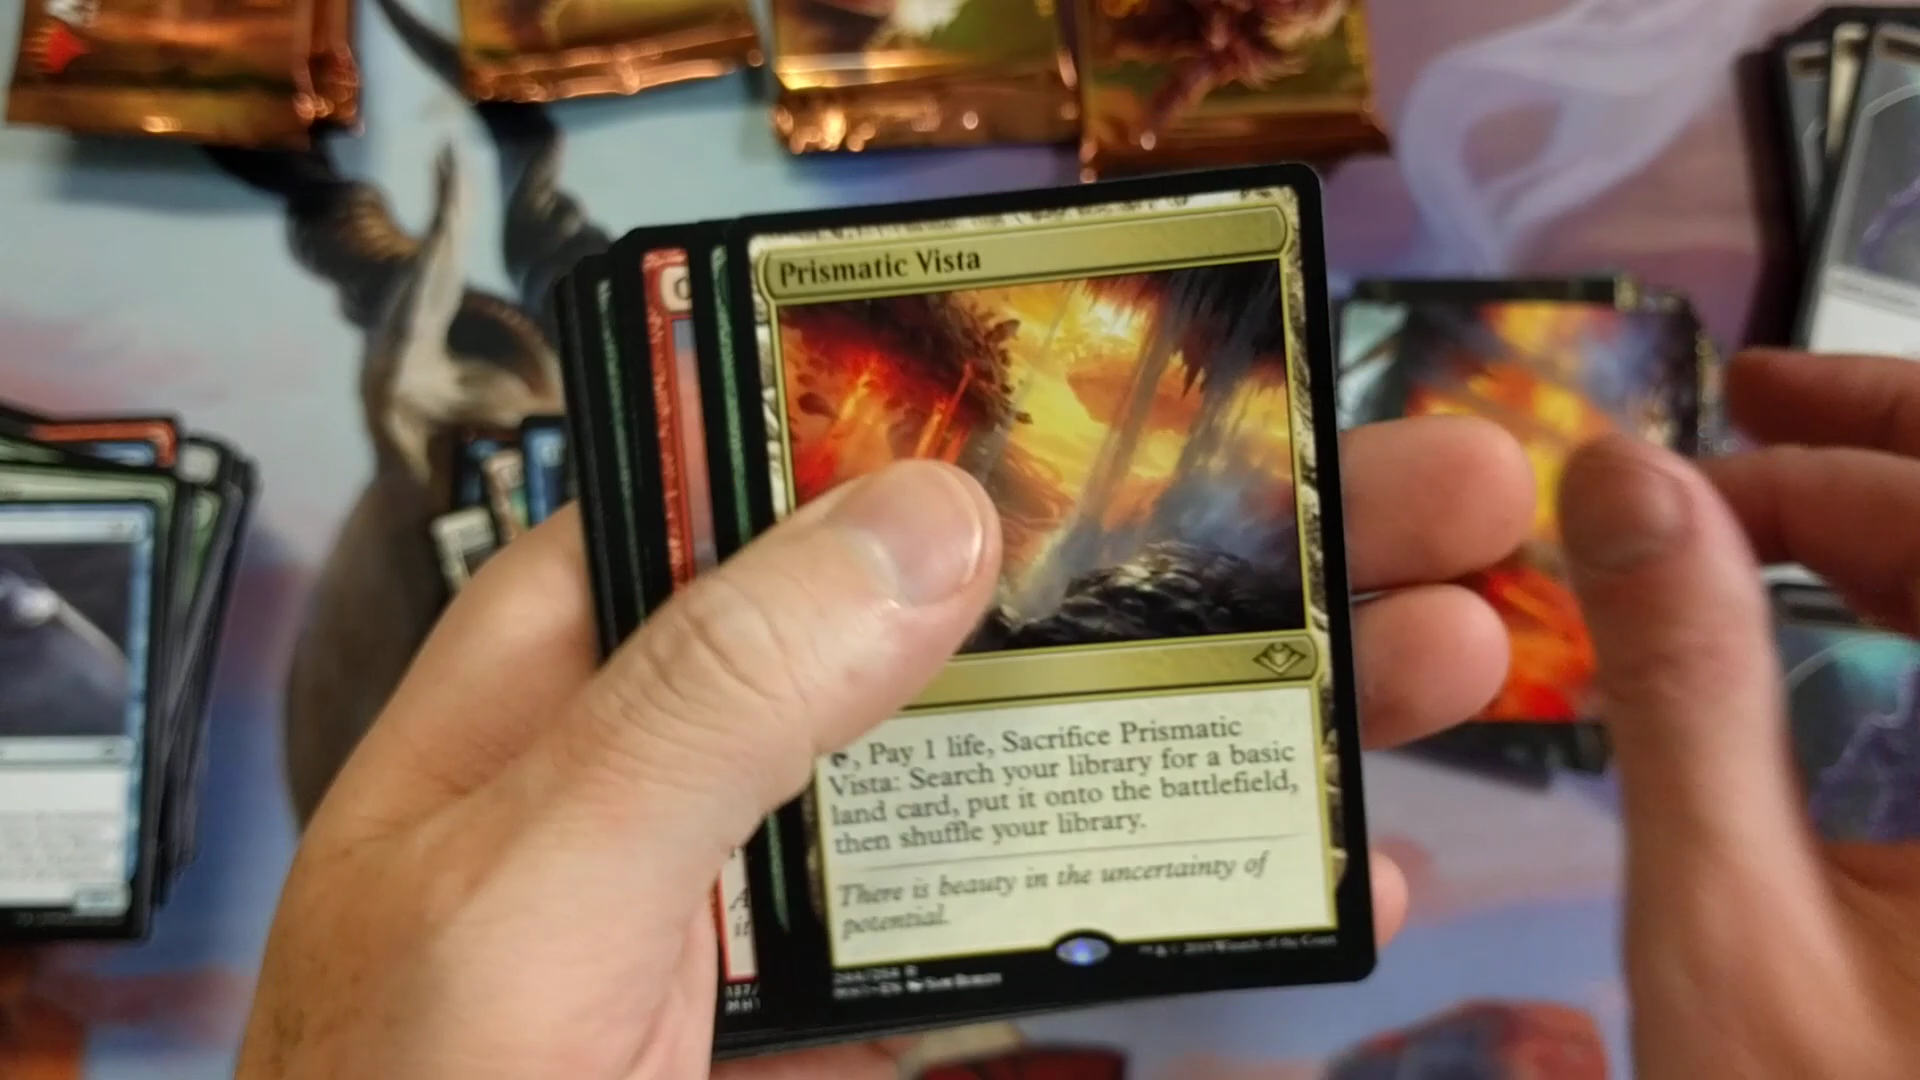 Prismatic Vista
, Pay 1 life, Sacrifice Prismatic
Vista: Search your library for a basic
land card, put it onto the battlefield,
then shuffle your library.
There is beauty in the uncertainty of
potential.